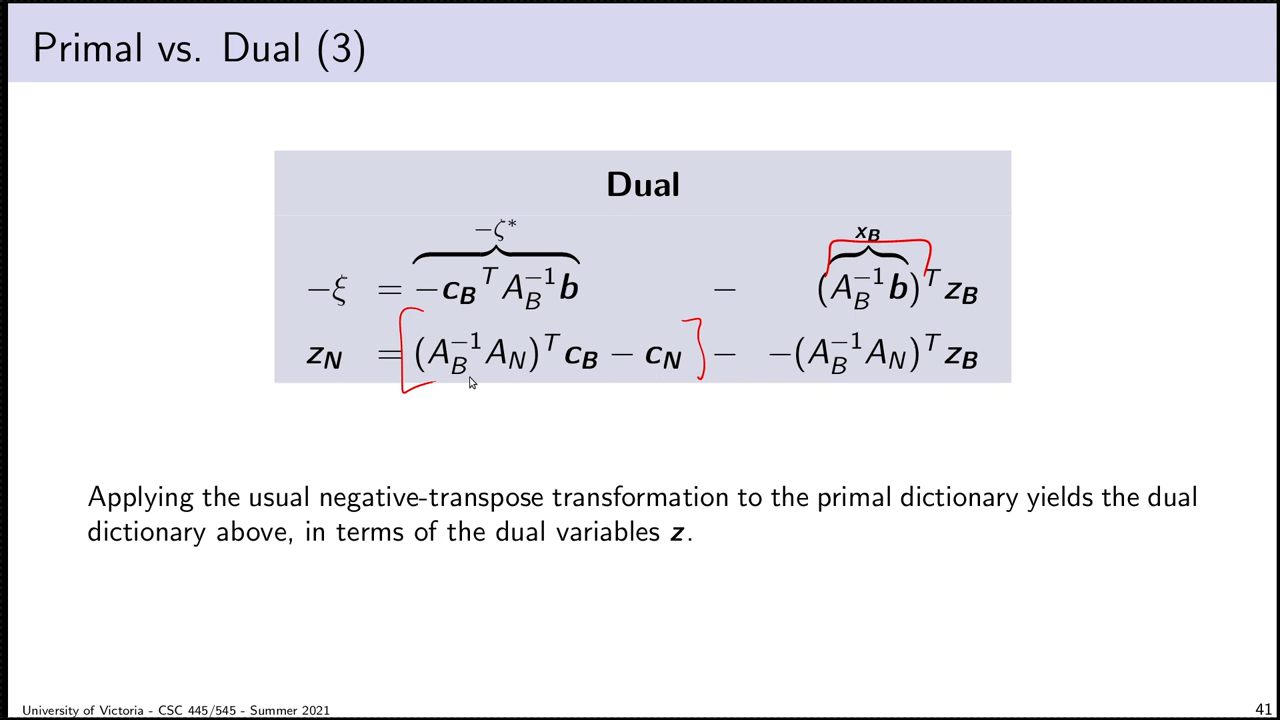 Primal vs. Dual (3)
Dual
−ζ* x_B
−ξ = −c_B^T A_B^{−1} b − (A_B^{−1} b)^T z_B
z_N = (A_B^{−1} A_N)^T c_B − c_N − −(A_B^{−1} A_N)^T z_B
Applying the usual negative-transpose transformation to the primal dictionary yields the dual
dictionary above, in terms of the dual variables z.
University of Victoria - CSC 445/545 - Summer 2021 41